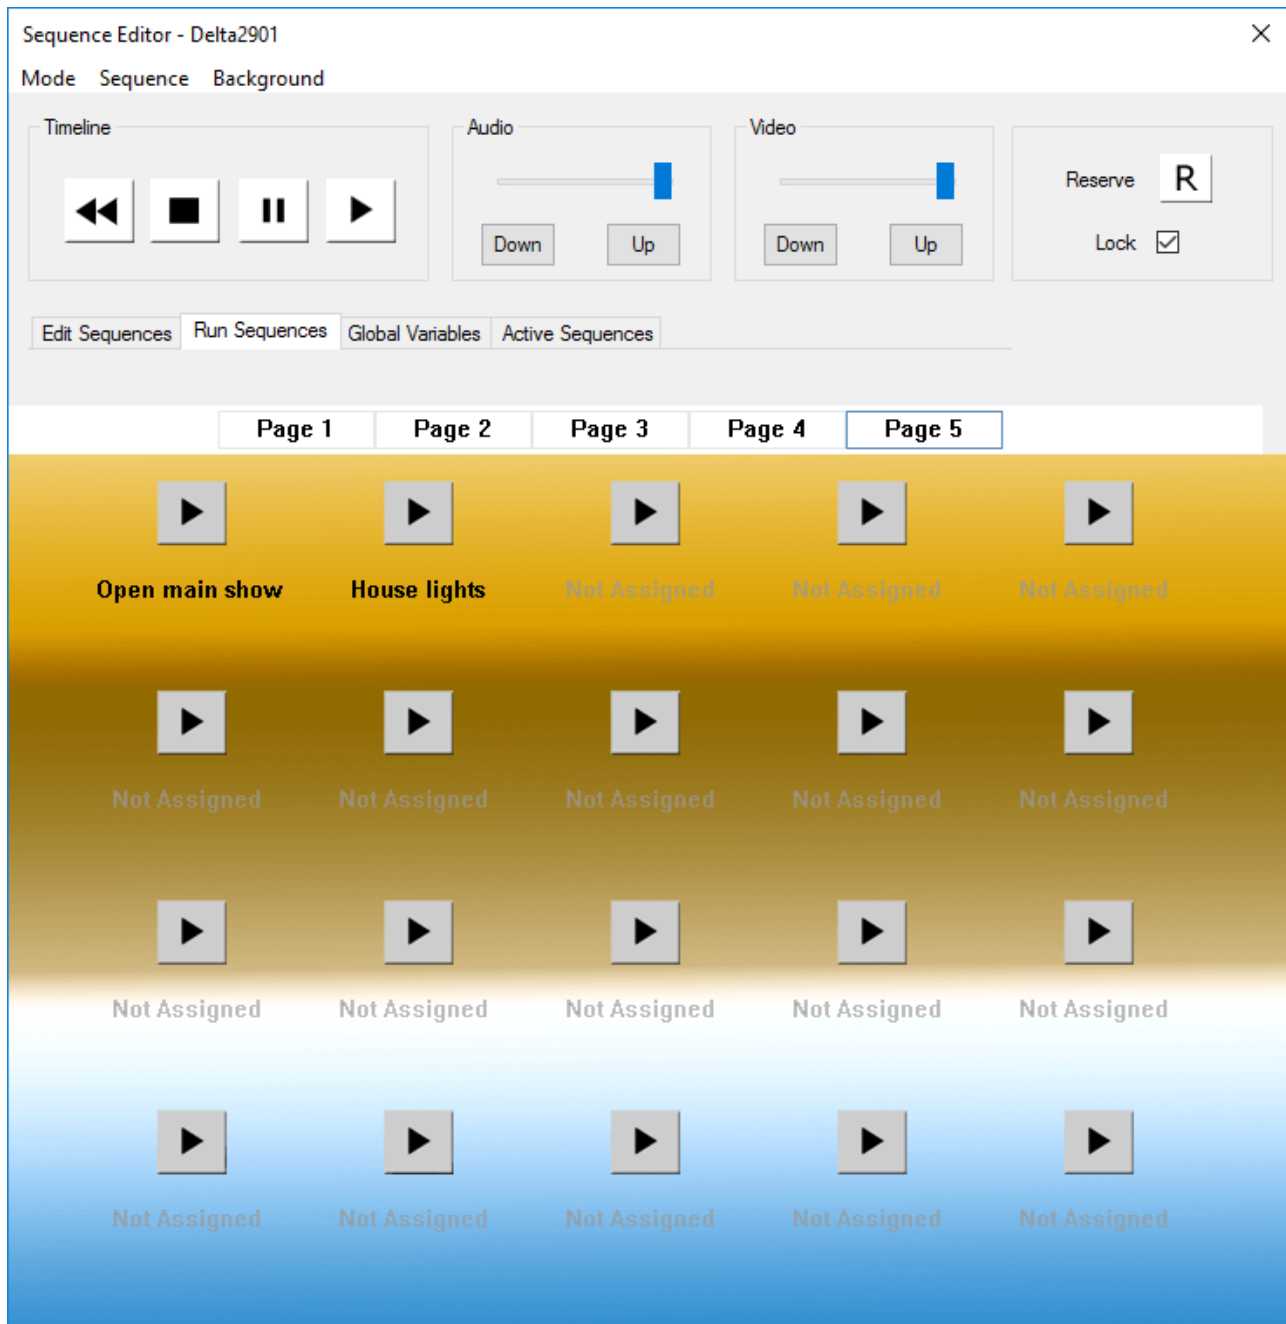 Sequence Editor - Delta2901
Mode Sequence Background
Timeline Audio Video
Reserve R
Down Up Down Up Lock
Edit Sequences Run Sequences Global Variables Active Sequences
Page 1 Page 2 Page 3 Page 4 Page 5
Open main show House lights Not Assigned Not Assigned Not Assigned
Not Assigned Not Assigned Not Assigned Not Assigned Not Assigned
Not Assigned Not Assigned Not Assigned Not Assigned Not Assigned
Not Assigned Not Assigned Not Assigned Not Assigned Not Assigned